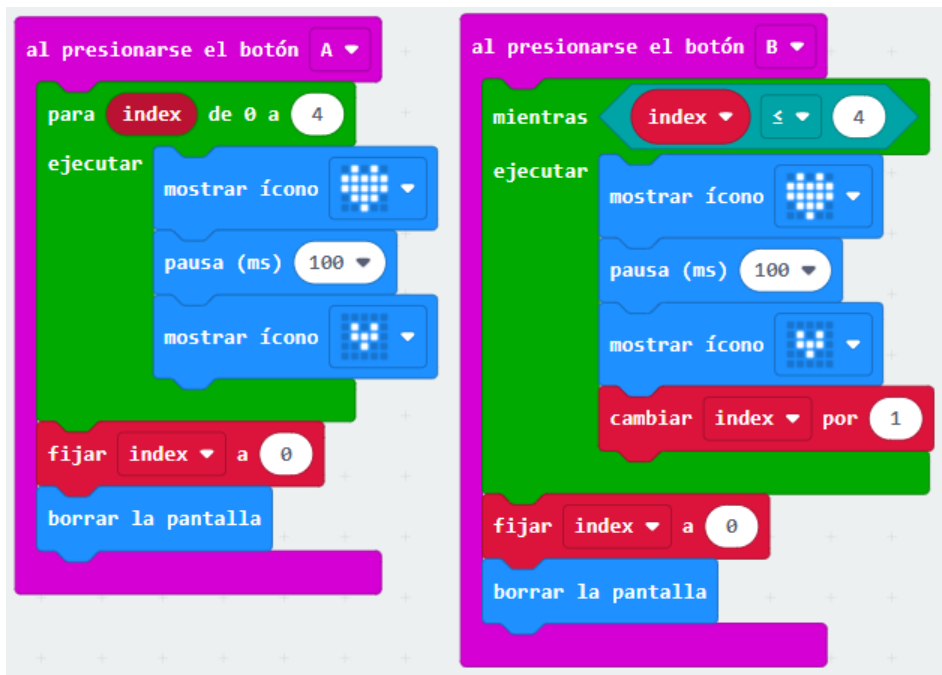 al presionarse el botón A
para index de 0 a 4
ejecutar
mostrar ícono
pausa (ms) 100
mostrar ícono
fijar index a 0
borrar la pantalla
al presionarse el botón B
mientras index ≤ 4
ejecutar
mostrar ícono
pausa (ms) 100
mostrar ícono
cambiar index por 1
fijar index a 0
borrar la pantalla